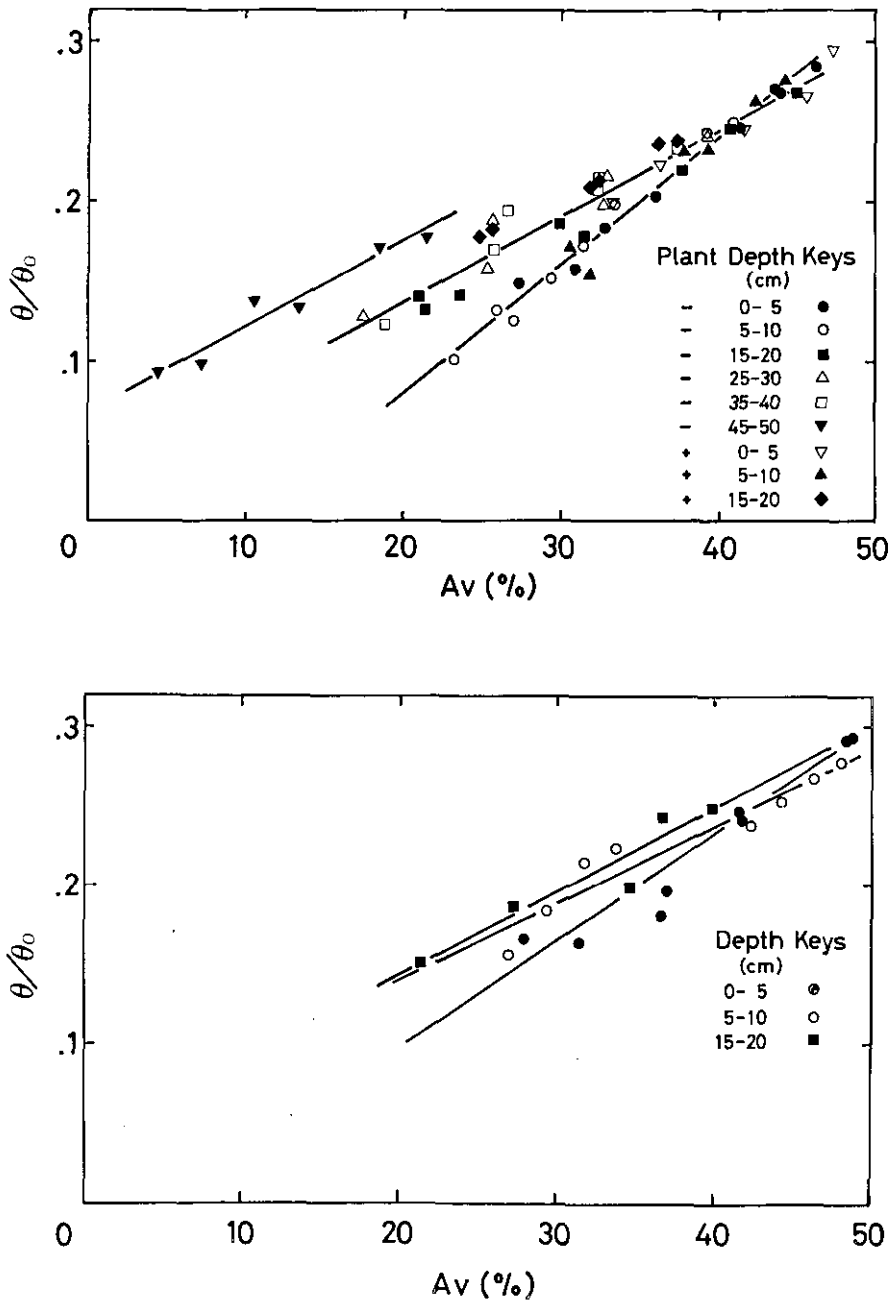 .3
.2
.1
θ/θ₀
0 10 20 30 40 50
Av (%)
Plant Depth Keys
(cm)
- 0-5 ●
- 5-10 ○
- 15-20 ■
- 25-30 △
- 35-40 □
- 45-50 ▼
+ 0-5 ▽
+ 5-10 ▲
+ 15-20 ◆
.3
.2
.1
θ/θ₀
0 10 20 30 40 50
Av (%)
Depth Keys
(cm)
0-5 ●
5-10 ○
15-20 ■